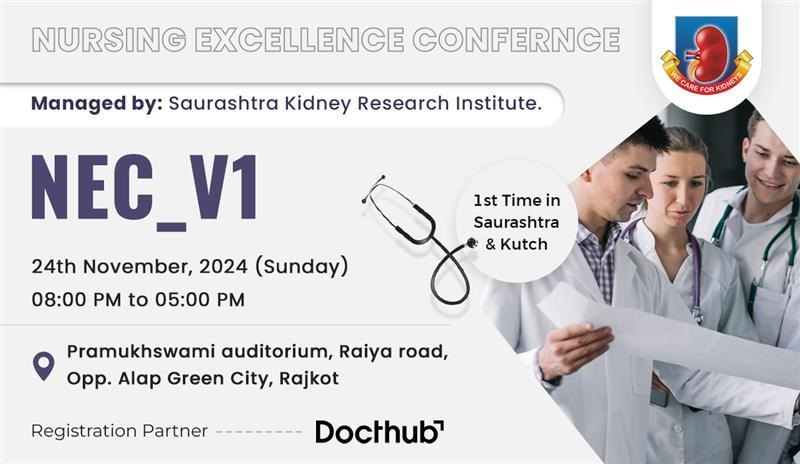 NURSING EXCELLENCE CONFERNCE
WE CARE FOR KIDNEYS
Managed by: Saurashtra Kidney Research Institute.
NEC_V1
1st Time in
Saurashtra
& Kutch
24th November, 2024 (Sunday)
08:00 PM to 05:00 PM
Pramukhswami auditorium, Raiya road,
Opp. Alap Green City, Rajkot
Registration Partner ---------- Docthub